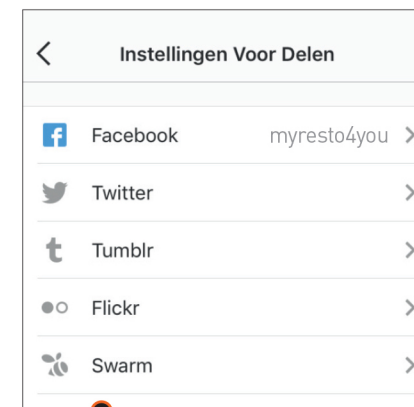 Instellingen Voor Delen
Facebook myresto4you
Twitter
Tumblr
Flickr
Swarm